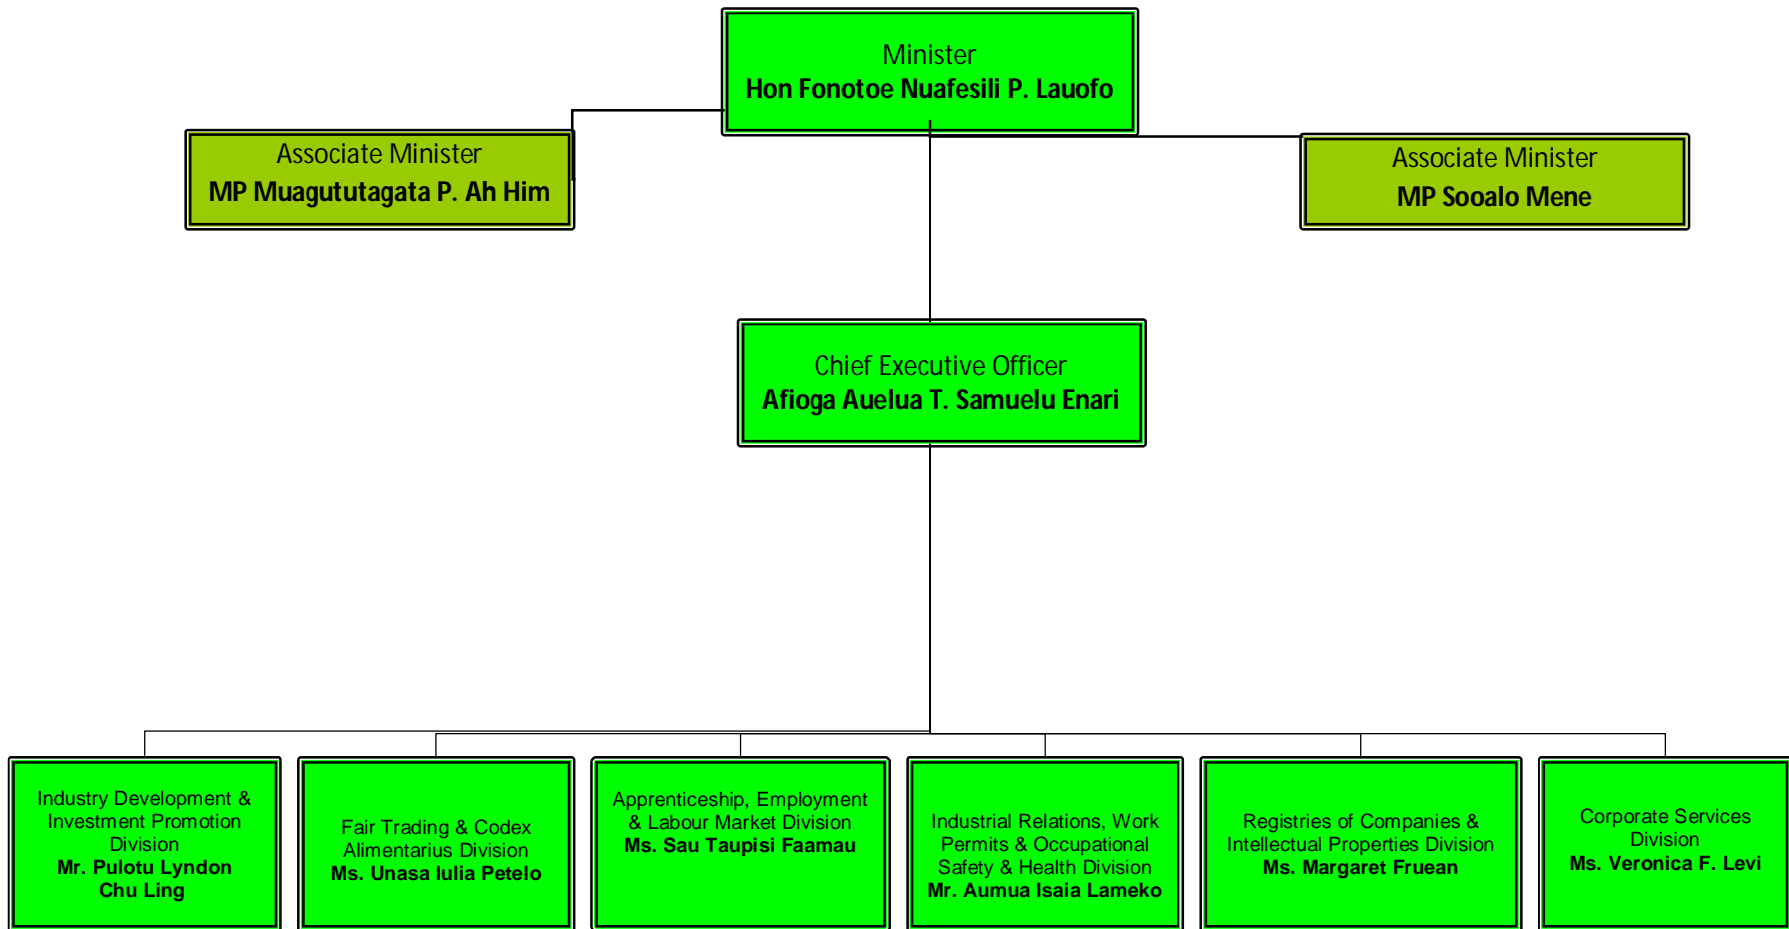 Minister
Hon Fonotoe Nuafesili P. Lauofo
Associate Minister
MP Muagututagata P. Ah Him
Associate Minister
MP Sooalo Mene
Chief Executive Officer
Afioga Auelua T. Samuelu Enari
Industry Development &
Investment Promotion
Division
Mr. Pulotu Lyndon
Chu Ling
Fair Trading & Codex
Alimentarius Division
Ms. Unasa Iulia Petelo
Apprenticeship, Employment
& Labour Market Division
Ms. Sau Taupisi Faamau
Industrial Relations, Work
Permits & Occupational
Safety & Health Division
Mr. Aumua Isaia Lameko
Registries of Companies &
Intellectual Properties Division
Ms. Margaret Fruean
Corporate Services
Division
Ms. Veronica F. Levi